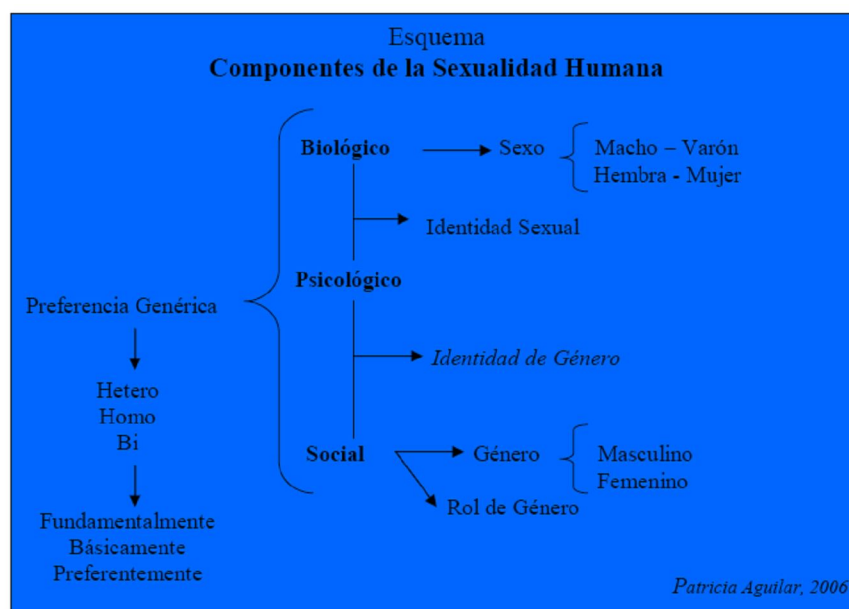 Esquema
Componentes de la Sexualidad Humana
Biológico
Sexo
Macho – Varón
Hembra - Mujer
Identidad Sexual
Psicológico
Preferencia Genérica
Identidad de Género
Hetero
Homo
Bi
Social
Género
Masculino
Femenino
Rol de Género
Fundamentalmente
Básicamente
Preferentemente
Patricia Aguilar, 2006